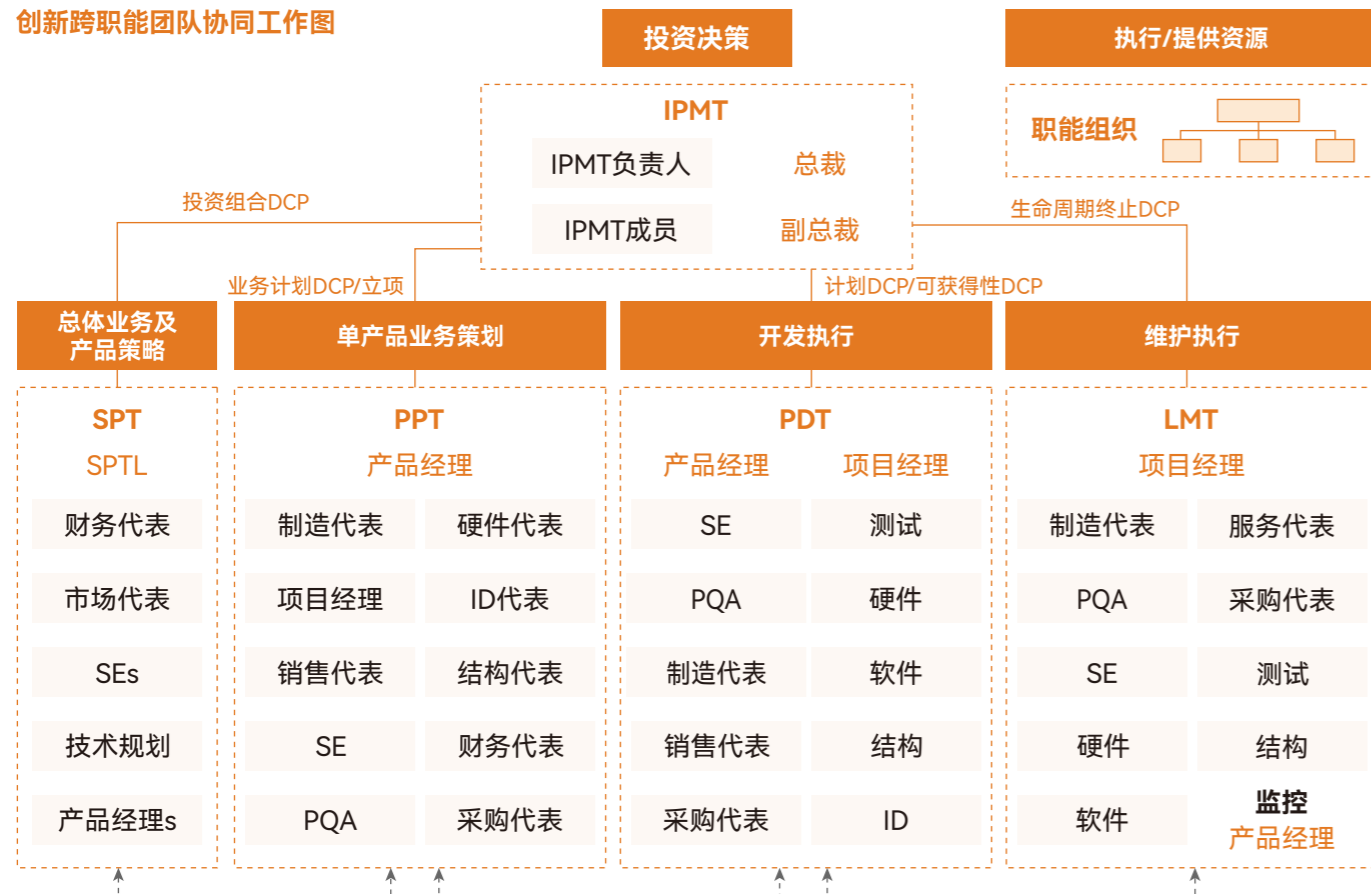 创新跨职能团队协同工作图
投资决策
执行/提供资源
IPMT
IPMT负责人
总裁
IPMT成员
副总裁
职能组织
投资组合DCP
业务计划DCP/立项
计划DCP/可获得性DCP
生命周期终止DCP
总体业务及
产品策略
SPT
SPTL
财务代表
市场代表
SEs
技术规划
产品经理s
单产品业务策划
PPT
产品经理
制造代表
硬件代表
项目经理
ID代表
销售代表
结构代表
SE
财务代表
PQA
采购代表
开发执行
PDT
产品经理
项目经理
SE
测试
PQA
硬件
制造代表
软件
销售代表
结构
采购代表
ID
维护执行
LMT
项目经理
制造代表
服务代表
PQA
采购代表
SE
测试
硬件
结构
软件
监控
产品经理